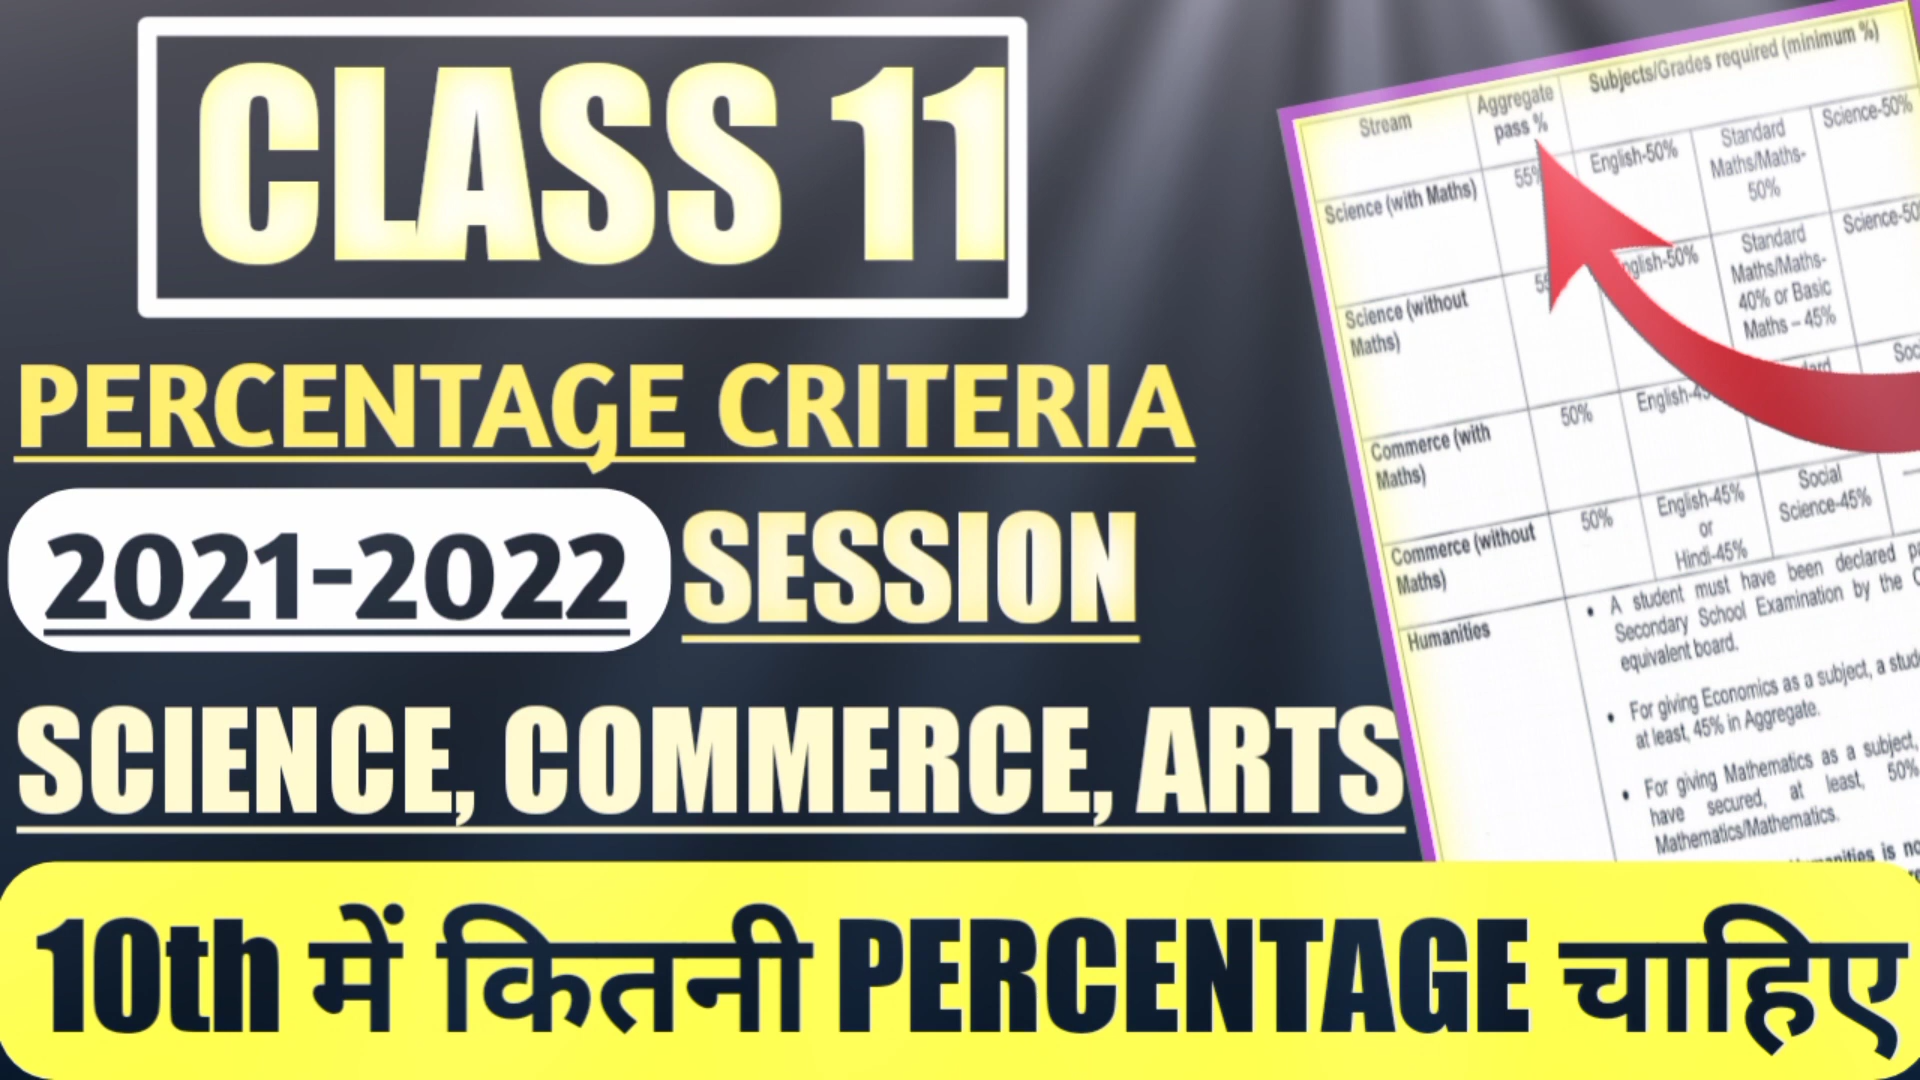 CLASS 11
PERCENTAGE CRITERIA
2021-2022 SESSION
SCIENCE, COMMERCE, ARTS
10th में कितनी PERCENTAGE चाहिए
Stream
Aggregate
pass %
Subjects/Grades required (minimum %)
Science (with Maths)
55%
English-50%
Standard
Maths/Maths-
50%
Science-50%
Science (without
Maths)
English-50%
Standard
Maths/Maths-
40% or Basic
Maths – 45%
Commerce (with
Maths)
50%
Commerce (without
Maths)
50%
English-45%
or
Hindi-45%
Social
Science-45%
Humanities
• A student must have been declared
Secondary School Examination by the
equivalent board.
• For giving Economics as a subject, a
at least, 45% in Aggregate.
• For giving Mathematics as a subject,
have secured, at least, 50%
Mathematics/Mathematics.